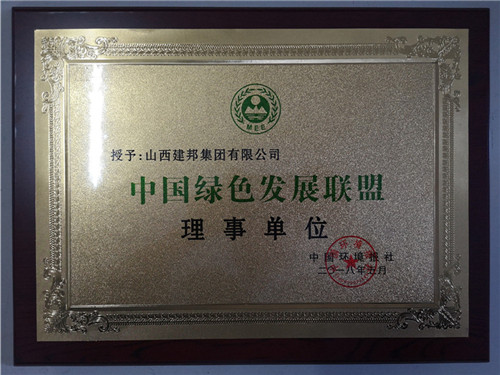 MEE
授予:山西建邦集团有限公司
中国绿色发展联盟
理事单位
中国环境报社
二〇一八年五月